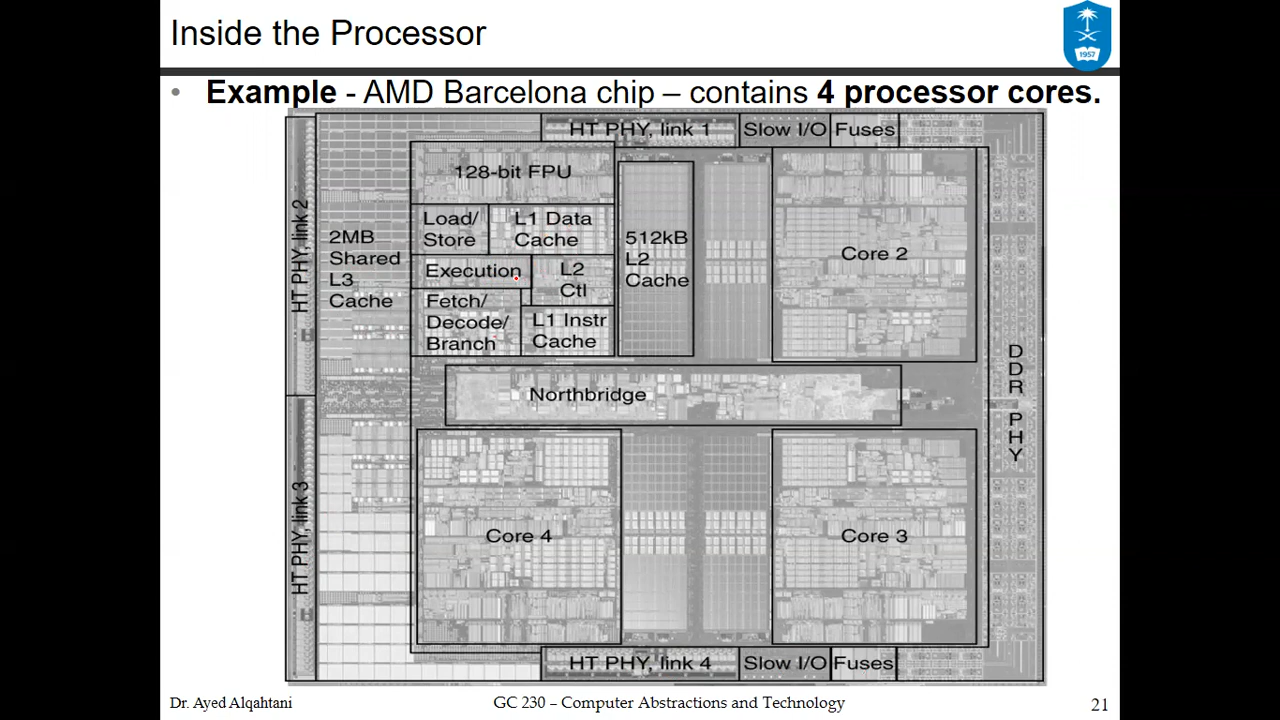 Inside the Processor
1957
• Example - AMD Barcelona chip – contains 4 processor cores.
HT PHY, link 1
Slow I/O
Fuses
HT PHY, link 2
2MB
Shared
L3
Cache
128-bit FPU
Load/
Store
L1 Data
Cache
Execution
L2
Ctl
Fetch/
Decode/
Branch
L1 Instr
Cache
512kB
L2
Cache
Core 2
Northbridge
DDR PHY
HT PHY, link 3
Core 4
Core 3
HT PHY, link 4
Slow I/O
Fuses
Dr. Ayed Alqahtani
GC 230 – Computer Abstractions and Technology
21